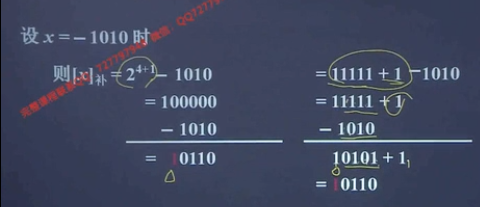 设 x = − 1010 时
则[x]补 = 2⁴⁺¹ − 1010
= 100000
− 1010
= 10110
= 11111 + 1 −1010
= 11111 + 1
− 1010
10101 + 1
= 10110